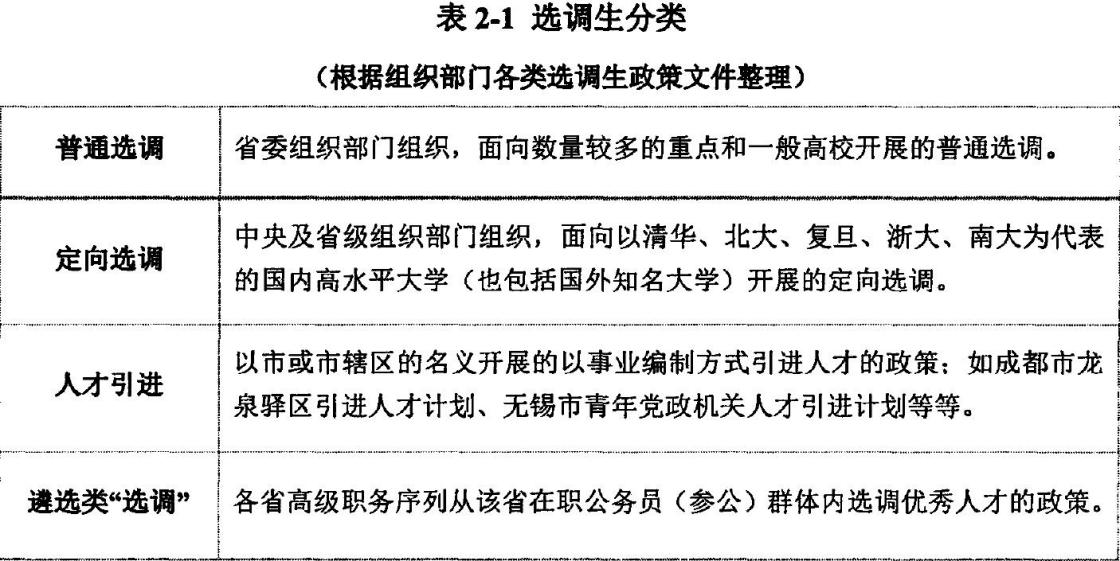 表 2-1 选调生分类
（根据组织部门各类选调生政策文件整理）
普通选调
省委组织部门组织，面向数量较多的重点和一般高校开展的普通选调。
定向选调
中央及省级组织部门组织，面向以清华、北大、复旦、浙大、南大为代表
的国内高水平大学（也包括国外知名大学）开展的定向选调。
人才引进
以市或市辖区的名义开展的以事业编制方式引进人才的政策；如成都市龙
泉驿区引进人才计划、无锡市青年党政机关人才引进计划等等。
遴选类“选调”
各省高级职务序列从该省在职公务员（参公）群体内选调优秀人才的政策。